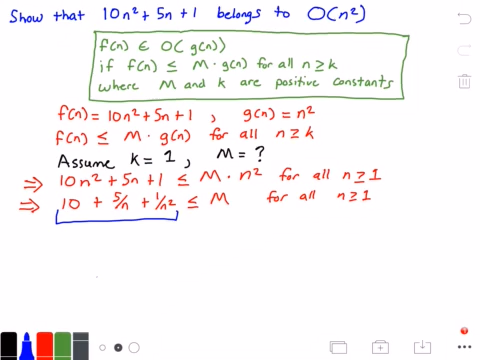 Show that 10n² + 5n + 1 belongs to O(n²)
f(n) ∈ O( g(n))
if f(n) ≤ M · g(n) for all n ≥ k
where M and k are positive constants
f(n) = 10n² + 5n + 1 , g(n) = n²
f(n) ≤ M · g(n) for all n ≥ k
Assume k = 1 , M = ?
⇒ 10n² + 5n + 1 ≤ M · n² for all n ≥ 1
⇒ 10 + 5/n + 1/n² ≤ M for all n ≥ 1